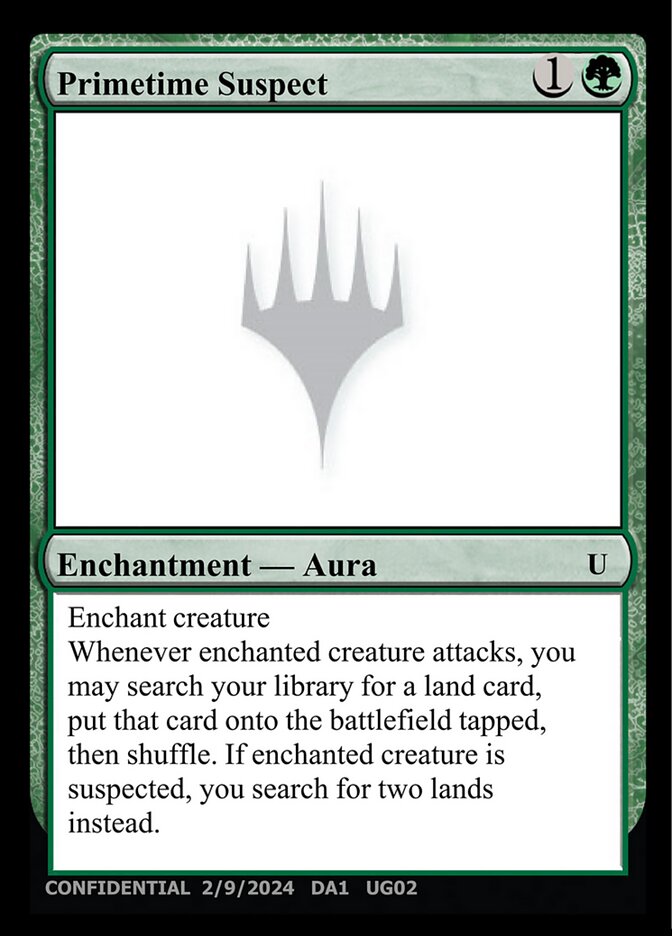 Primetime Suspect 1
Enchantment — Aura U
Enchant creature
Whenever enchanted creature attacks, you
may search your library for a land card,
put that card onto the battlefield tapped,
then shuffle. If enchanted creature is
suspected, you search for two lands
instead.
CONFIDENTIAL 2/9/2024 DA1 UG02